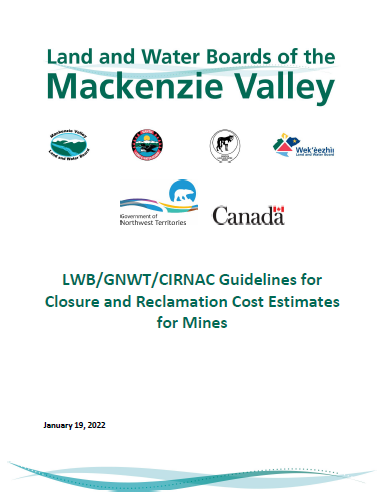 Land and Water Boards of the
Mackenzie Valley
Mackenzie Valley
Land and Water Board
Wek'èezhìi
Land and Water Board
Government of
Northwest Territories
Canada
LWB/GNWT/CIRNAC Guidelines for
Closure and Reclamation Cost Estimates
for Mines
January 19, 2022